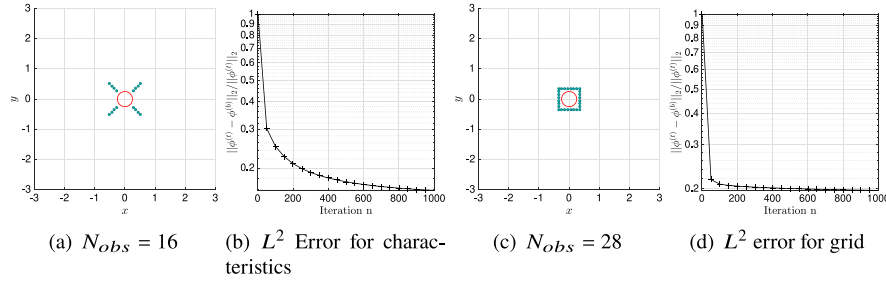 3
2
1
0
-1
-2
-3
y
-3 -2 -1 0 1 2 3
x
(a) N_obs = 16
1
0.9
0.8
0.7
0.6
0.5
0.4
0.3
0.2
||ϕ^(t) − ϕ^(b)||_2/||ϕ^(t)||_2
0 200 400 600 800 1000
Iteration n
(b) L^2 Error for charac-
teristics
3
2
1
0
-1
-2
-3
y
-3 -2 -1 0 1 2 3
x
(c) N_obs = 28
1
0.9
0.8
0.7
0.6
0.5
0.4
0.3
0.2
||ϕ^(t) − ϕ^(b)||_2/||ϕ^(t)||_2
0 200 400 600 800 1000
Iteration n
(d) L^2 error for grid